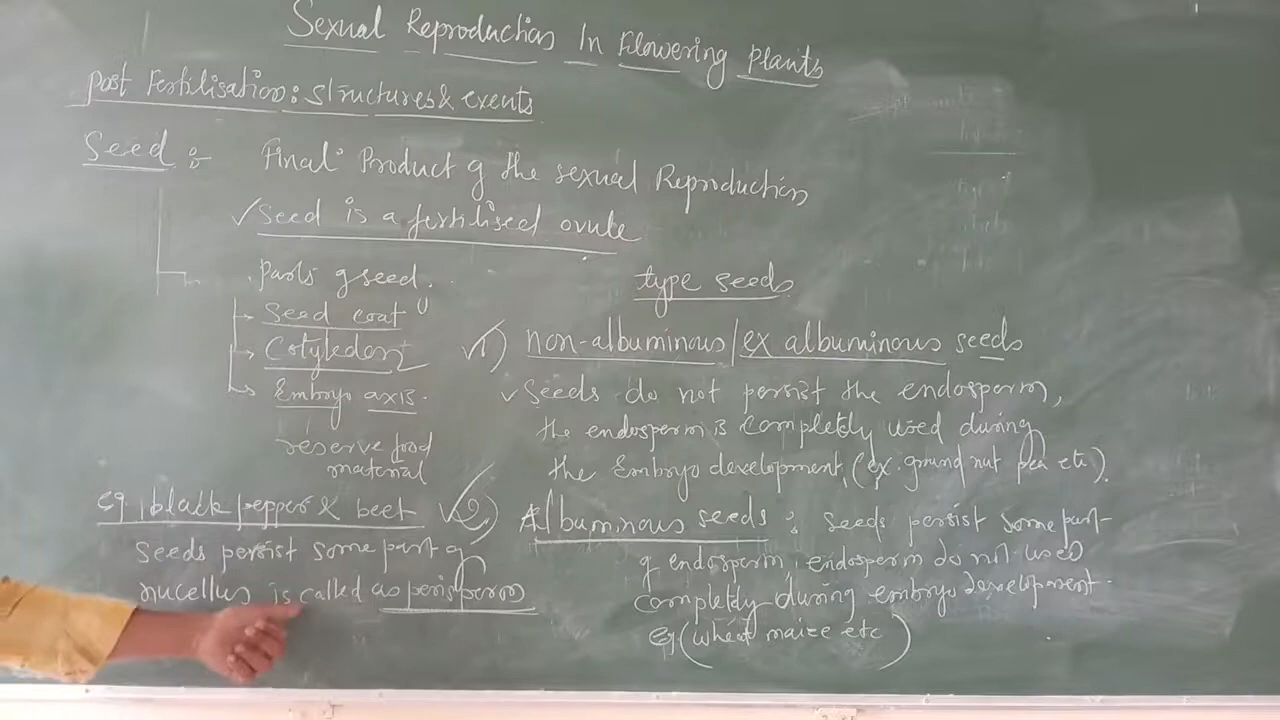 Sexual Reproduction In Flowering Plants
Post Fertilisation: Structures & events
Seed :- Final Product of the sexual Reproduction
✓ Seed is a fertilised ovule
Parts of seed.
→ Seed coat
→ Cotyledons
→ Embryo axis.
reserve food
material
type seeds
✓ 1) non-albuminous/ex albuminous seeds
✓ Seeds do not persist the endosperm,
the endosperm is completely used during
the Embryo development, (ex. ground nut pea etc).
✓ 2) Albuminous seeds : seeds persist some part
of endosperm, endosperm do not used
completely during embryo development.
Eg (wheat maize etc)
eg black pepper & beet
Seeds persist some part of
nucellus is called as perisperm